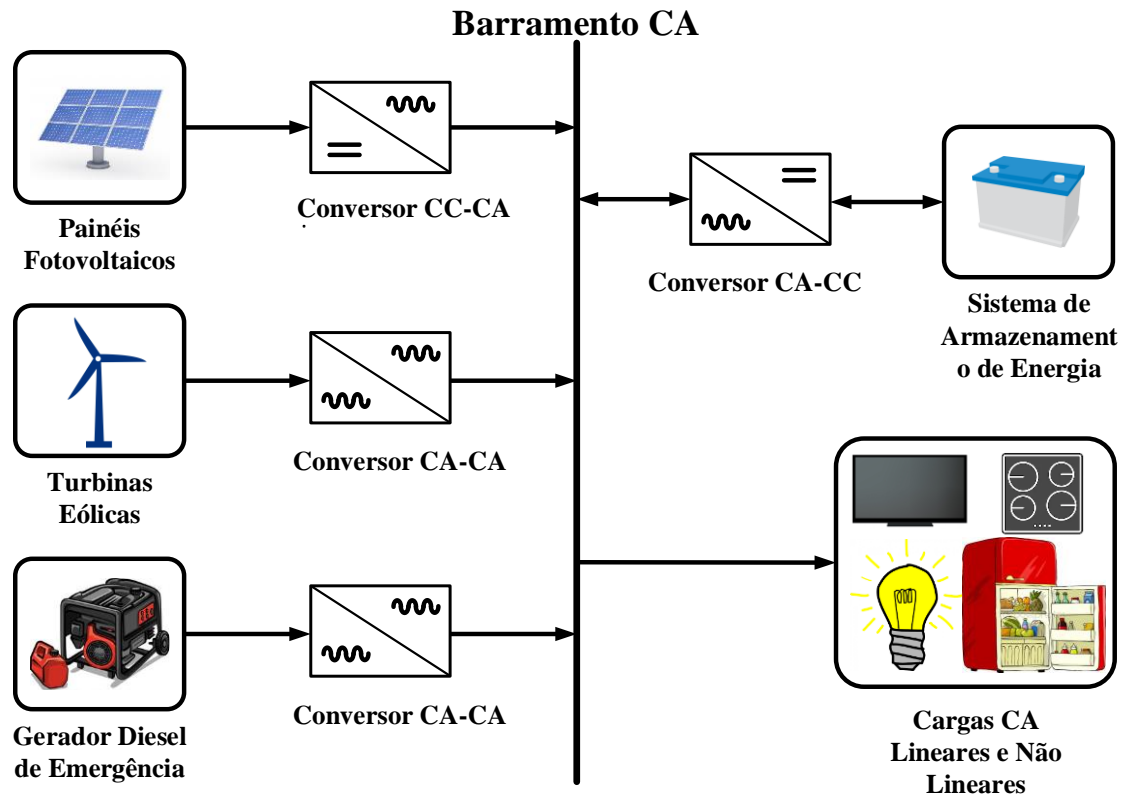 Barramento CA
Painéis
Fotovoltaicos
Conversor CC-CA
Turbinas
Eólicas
Conversor CA-CA
Gerador Diesel
de Emergência
Conversor CA-CA
Conversor CA-CC
Sistema de
Armazenament
o de Energia
Cargas CA
Lineares e Não
Lineares